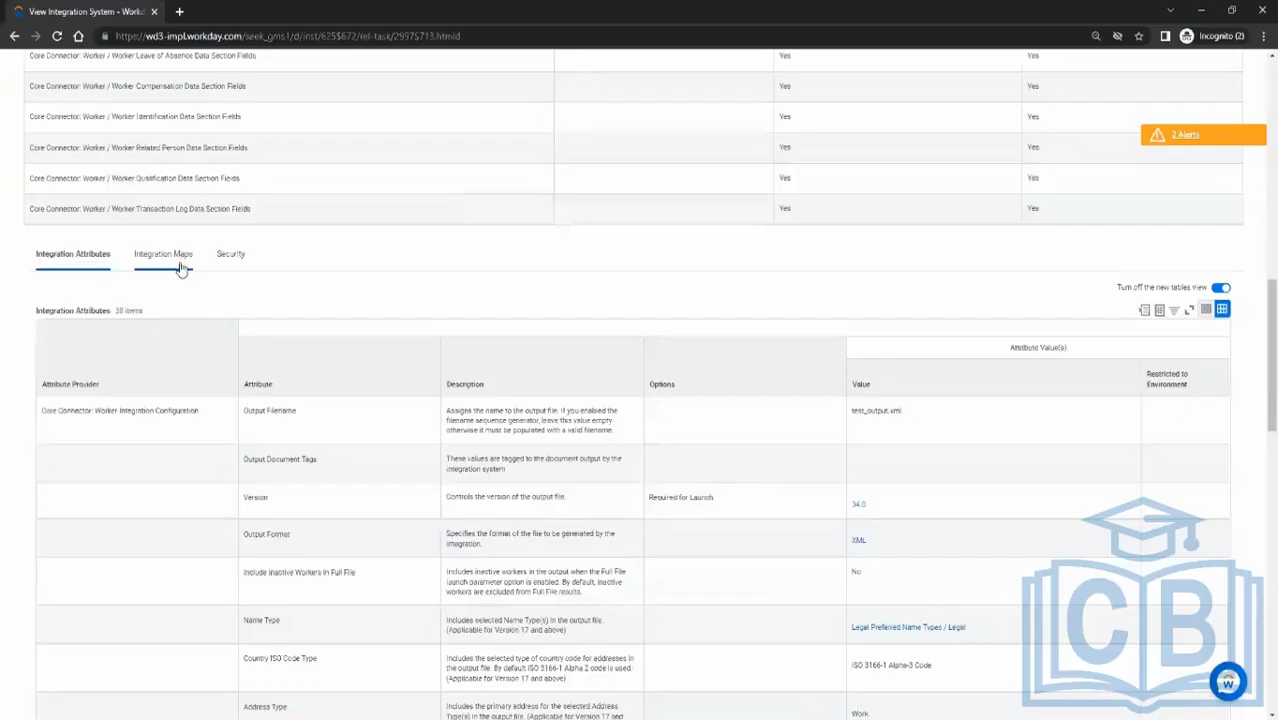 View Integration System - Workd
https://wd3-impl.workday.com/seek_gms1/d/inst/625$672/rel-task/2997$713.htmld
Incognito (2)
Core Connector: Worker / Worker Leave of Absence Data Section Fields Yes Yes
Core Connector: Worker / Worker Compensation Data Section Fields Yes Yes
Core Connector: Worker / Worker Identification Data Section Fields Yes Yes
2 Alerts
Core Connector: Worker / Worker Related Person Data Section Fields Yes Yes
Core Connector: Worker / Worker Qualification Data Section Fields Yes Yes
Core Connector: Worker / Worker Transaction Log Data Section Fields Yes Yes
Integration Attributes Integration Maps Security
Turn off the new tables view
Integration Attributes 38 items
Attribute Value(s)
Attribute Provider Attribute Description Options Value Restricted to
Environment
Core Connector: Worker Integration Configuration Output Filename Assigns the name to the output file. If you enabled the test_output.xml
filename sequence generator, leave this value empty
otherwise it must be populated with a valid filename.
Output Document Tags These values are tagged to the document output by the
integration system
Version Controls the version of the output file. Required for Launch
34.0
Output Format Specifies the format of the file to be generated by the
integration. XML
Include Inactive Workers in Full File Includes inactive workers in the output when the Full File No
launch parameter option is enabled. By default, inactive
workers are excluded from Full File results.
Name Type Includes selected Name Type(s) in the output file.
(Applicable for Version 17 and above) Legal Preferred Name Types / Legal
Country ISO Code Type Includes the selected type of country code for addresses in
the output file. By default ISO 3166-1 Alpha 2 code is used. ISO 3166-1 Alpha-3 Code
(Applicable for Version 17 and above)
Address Type Includes the primary address for the selected Address
Type(s) in the output file. (Applicable for Version 17 and Work
CB
W